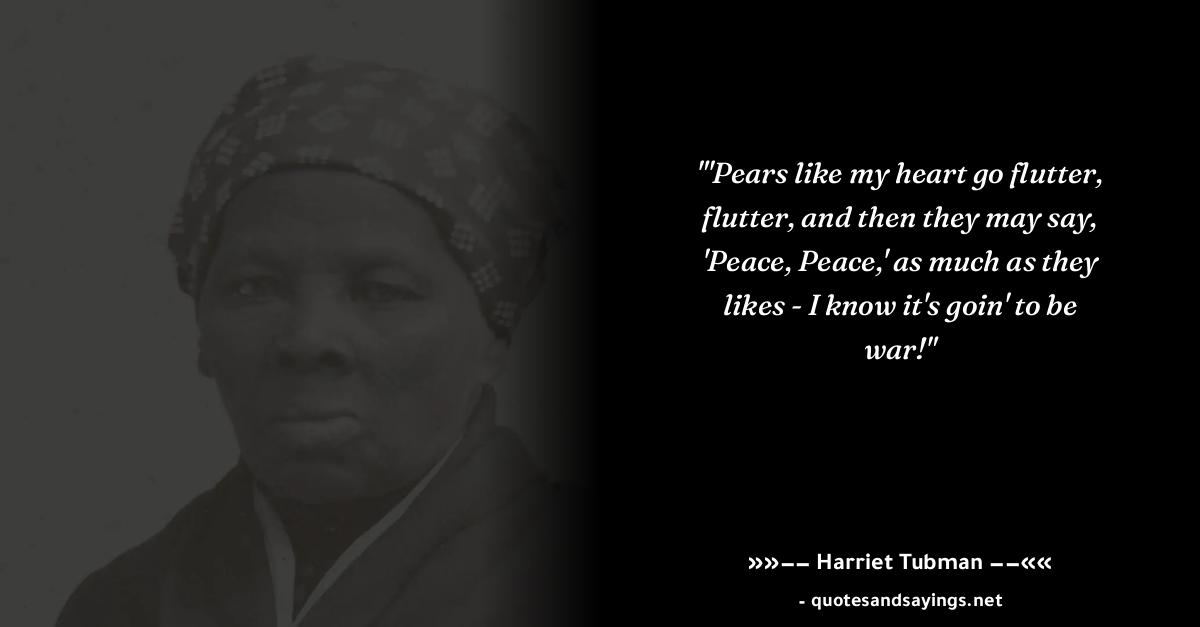 "'Pears like my heart go flutter,
flutter, and then they may say,
'Peace, Peace,' as much as they
likes - I know it's goin' to be
war!"
»»-- Harriet Tubman --««
- quotesandsayings.net